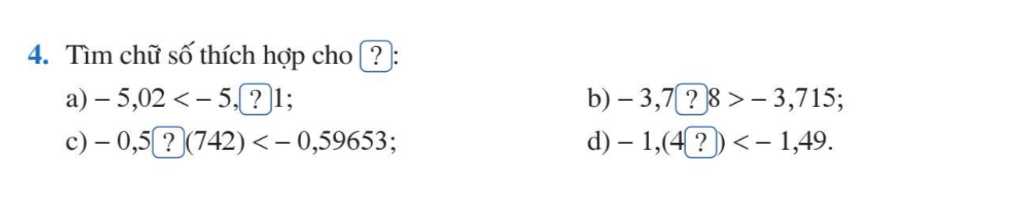 4. Tìm chữ số thích hợp cho ?:
a) – 5,02 < – 5,?1; b) – 3,7?8 > – 3,715;
c) – 0,5?(742) < – 0,59653; d) – 1,(4?) < – 1,49.